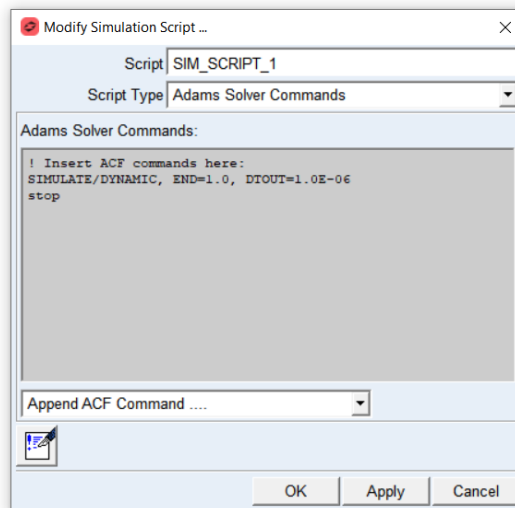 Modify Simulation Script ...
Script SIM_SCRIPT_1
Script Type Adams Solver Commands
Adams Solver Commands:
! Insert ACF commands here:
SIMULATE/DYNAMIC, END=1.0, DTOUT=1.0E-06
stop
Append ACF Command ....
OK Apply Cancel